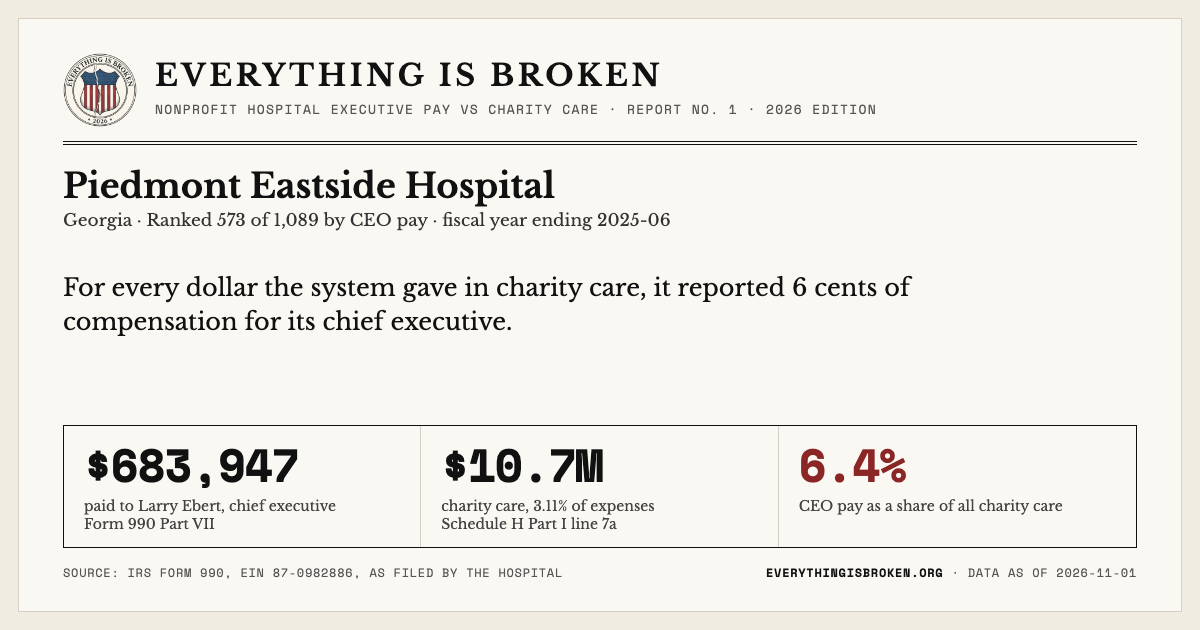 EVERYTHING IS BROKEN
· 2026 ·
EVERYTHING IS BROKEN
NONPROFIT HOSPITAL EXECUTIVE PAY VS CHARITY CARE · REPORT NO. 1 · 2026 EDITION
Piedmont Eastside Hospital
Georgia · Ranked 573 of 1,089 by CEO pay · fiscal year ending 2025-06
For every dollar the system gave in charity care, it reported 6 cents of
compensation for its chief executive.
$683,947
paid to Larry Ebert, chief executive
Form 990 Part VII
$10.7M
charity care, 3.11% of expenses
Schedule H Part I line 7a
6.4%
CEO pay as a share of all charity care
SOURCE: IRS FORM 990, EIN 87-0982886, AS FILED BY THE HOSPITAL
EVERYTHINGISBROKEN.ORG · DATA AS OF 2026-11-01